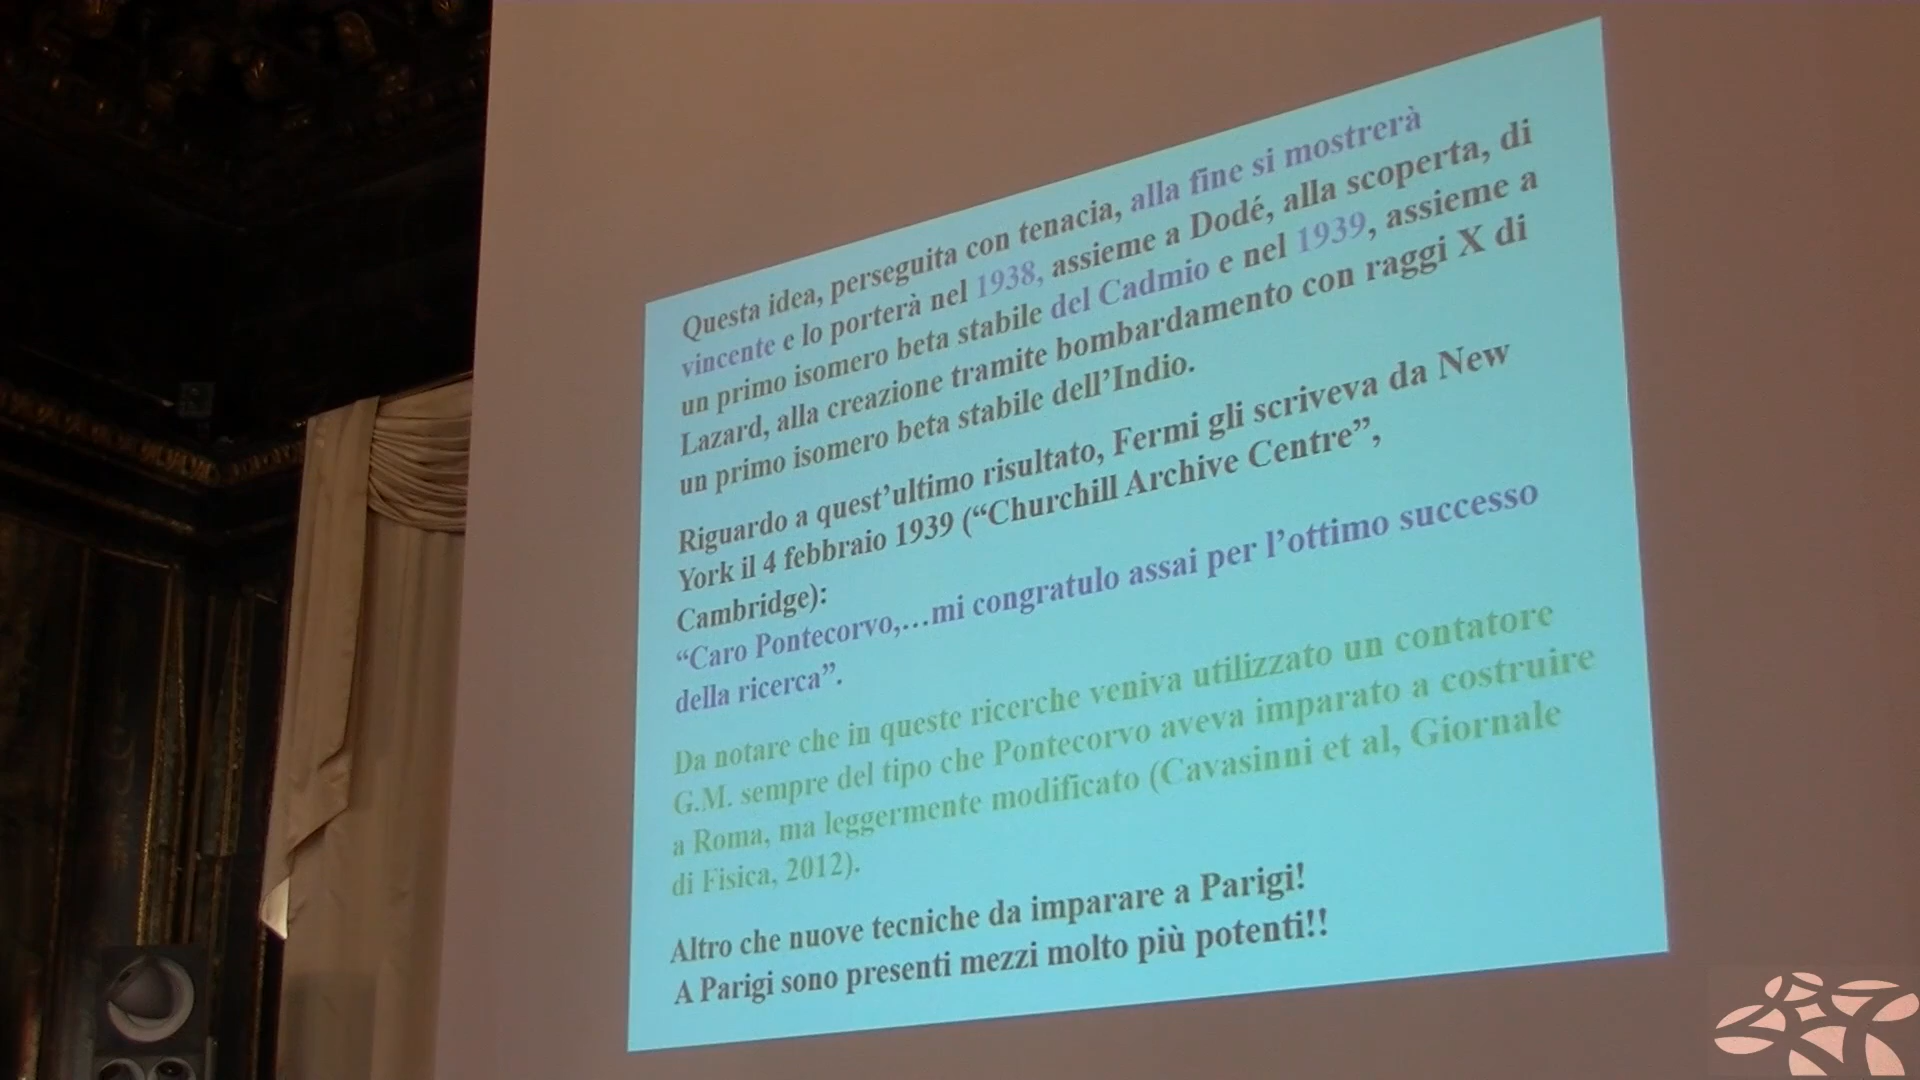 Questa idea, perseguita con tenacia, alla fine si mostrerà
vincente e lo porterà nel 1938, assieme a Dodé, alla scoperta, di
un primo isomero beta stabile del Cadmio e nel 1939, assieme a
Lazard, alla creazione tramite bombardamento con raggi X di
un primo isomero beta stabile dell’Indio.
Riguardo a quest’ultimo risultato, Fermi gli scriveva da New
York il 4 febbraio 1939 (“Churchill Archive Centre”,
Cambridge):
“Caro Pontecorvo,…mi congratulo assai per l’ottimo successo
della ricerca”.
Da notare che in queste ricerche veniva utilizzato un contatore
G.M. sempre del tipo che Pontecorvo aveva imparato a costruire
a Roma, ma leggermente modificato (Cavasinni et al, Giornale
di Fisica, 2012).
Altro che nuove tecniche da imparare a Parigi!
A Parigi sono presenti mezzi molto più potenti!!